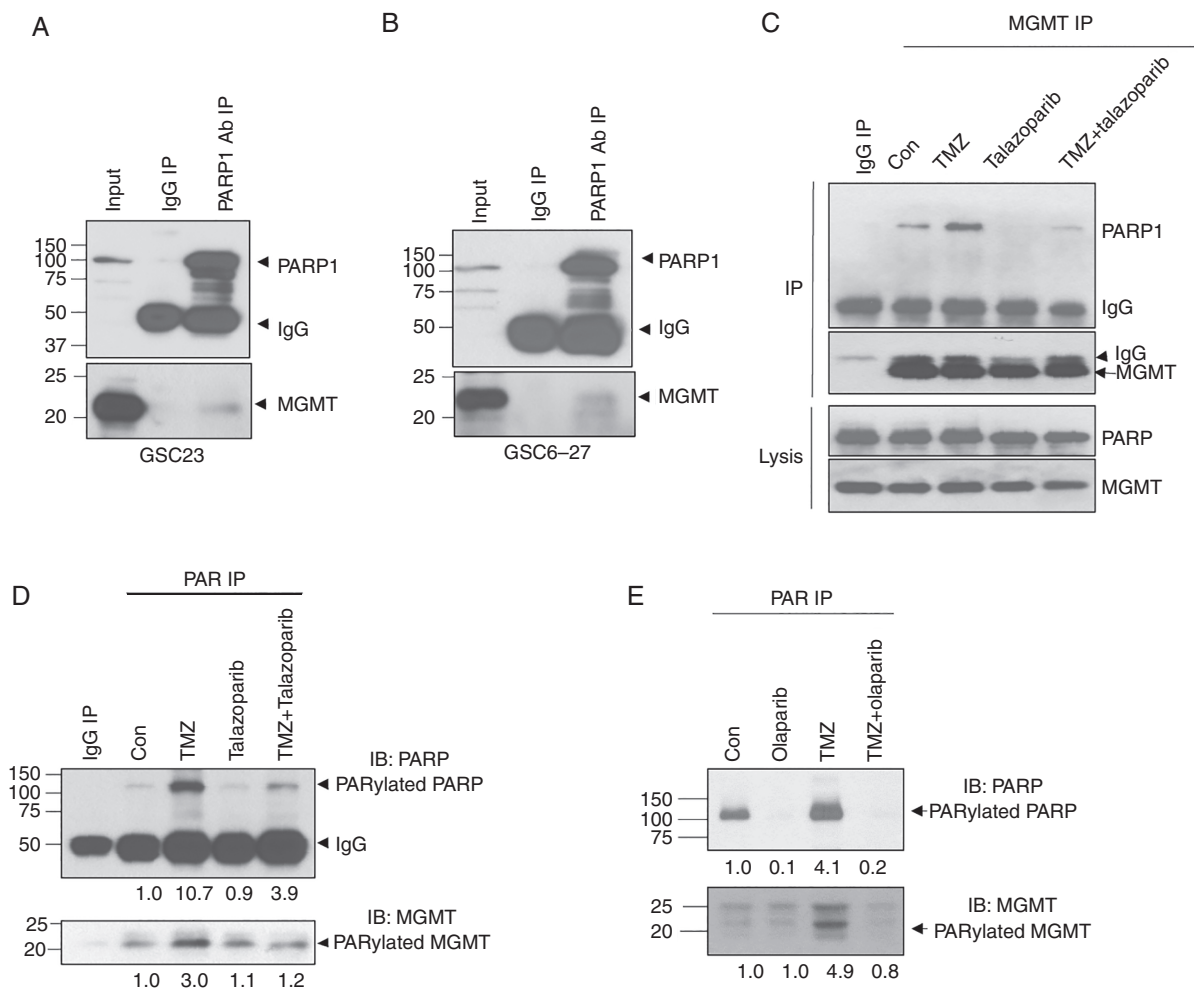 A
Input
IgG IP
PARP1 Ab IP
150
100
75
50
37
PARP1
IgG
25
20
MGMT
GSC23
B
Input
IgG IP
PARP1 Ab IP
150
100
75
50
PARP1
IgG
25
20
MGMT
GSC6–27
C
MGMT IP
IgG IP
Con
TMZ
Talazoparib
TMZ+talazoparib
IP
PARP1
IgG
IgG
MGMT
Lysis
PARP
MGMT
D
PAR IP
IgG IP
Con
TMZ
Talazoparib
TMZ+Talazoparib
150
100
75
50
IB: PARP
PARylated PARP
IgG
1.0 10.7 0.9 3.9
25
20
IB: MGMT
PARylated MGMT
1.0 3.0 1.1 1.2
E
PAR IP
Con
Olaparib
TMZ
TMZ+olaparib
150
100
75
IB: PARP
PARylated PARP
1.0 0.1 4.1 0.2
25
20
IB: MGMT
PARylated MGMT
1.0 1.0 4.9 0.8